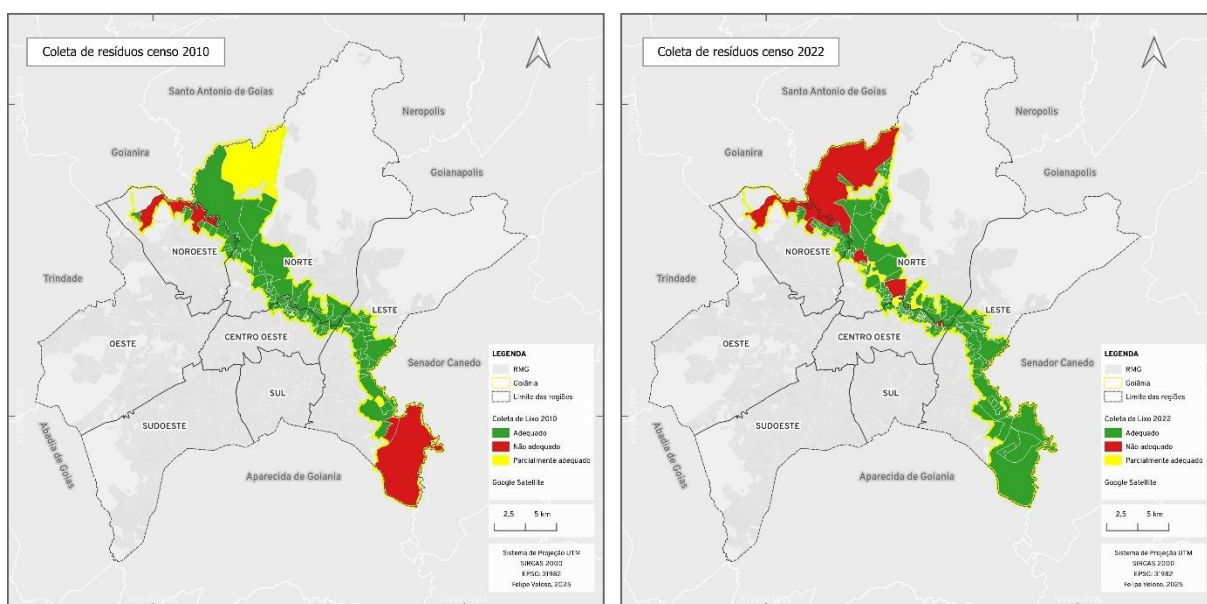 Coleta de resíduos censo 2010
Santo Antonio de Goias
Neropolis
Goianira
Goianapolis
NOROESTE
NORTE
Trindade
LESTE
OESTE
CENTRO OESTE
Senador Canedo
SUL
SUDOESTE
Abadia de Goias
Aparecida de Goiania
LEGENDA
RMG
Goiânia
Limite das regiões
Coleta de Lixo 2010
Adequado
Não adequado
Parcialmente adequado
Google Satellite
2,5 5 km
Sistema de Projeção UTM
SIRGAS 2000
EPSG: 31982
Felipe Veloso, 2025
Coleta de resíduos censo 2022
Santo Antonio de Goias
Neropolis
Goianira
Goianapolis
NOROESTE
NORTE
Trindade
LESTE
OESTE
CENTRO OESTE
Senador Canedo
SUL
SUDOESTE
Abadia de Goias
Aparecida de Goiania
LEGENDA
RMG
Goiânia
Limite das regiões
Coleta de Lixo 2022
Adequado
Não adequado
Parcialmente adequado
Google Satellite
2,5 5 km
Sistema de Projeção UTM
SIRGAS 2000
EPSG: 31982
Felipe Veloso, 2025